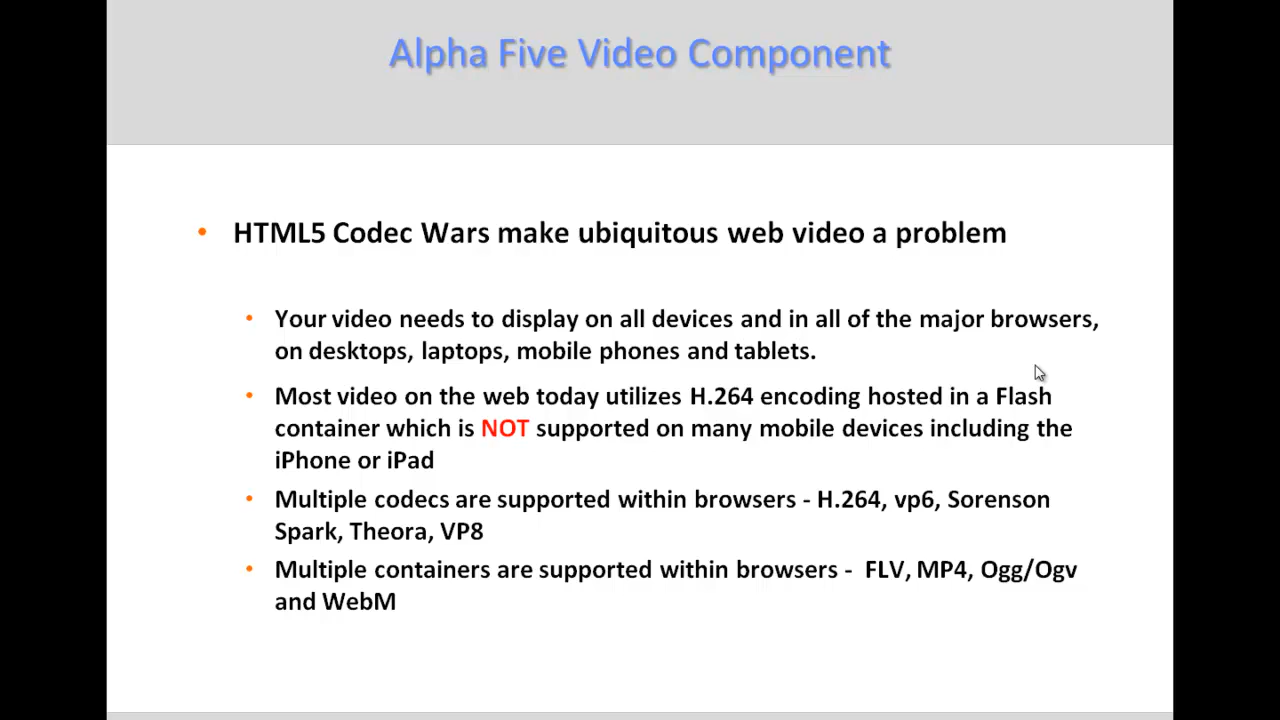 Alpha Five Video Component
• HTML5 Codec Wars make ubiquitous web video a problem
• Your video needs to display on all devices and in all of the major browsers,
on desktops, laptops, mobile phones and tablets.
• Most video on the web today utilizes H.264 encoding hosted in a Flash
container which is NOT supported on many mobile devices including the
iPhone or iPad
• Multiple codecs are supported within browsers - H.264, vp6, Sorenson
Spark, Theora, VP8
• Multiple containers are supported within browsers -  FLV, MP4, Ogg/Ogv
and WebM